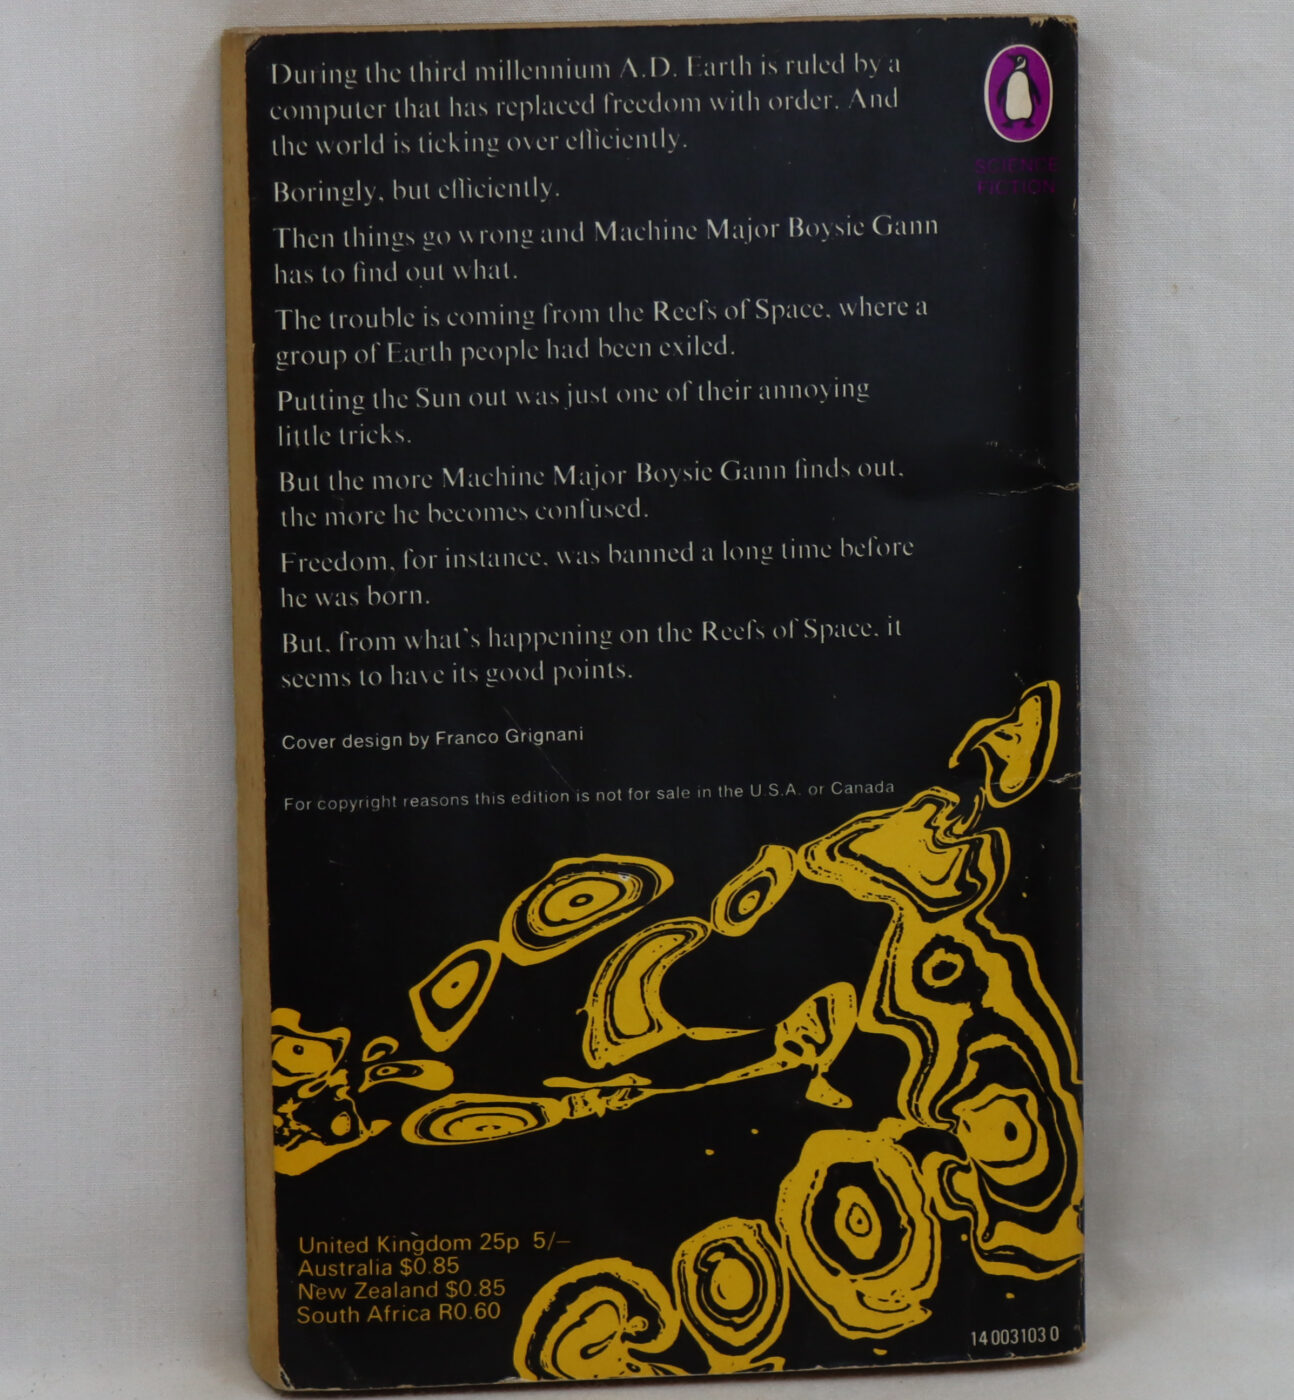 During the third millennium A.D. Earth is ruled by a
computer that has replaced freedom with order. And
the world is ticking over efficiently.
Boringly, but efficiently.
Then things go wrong and Machine Major Boysie Gann
has to find out what.
The trouble is coming from the Reefs of Space, where a
group of Earth people had been exiled.
Putting the Sun out was just one of their annoying
little tricks.
But the more Machine Major Boysie Gann finds out,
the more he becomes confused.
Freedom, for instance, was banned a long time before
he was born.
But, from what's happening on the Reefs of Space, it
seems to have its good points.
SCIENCE
FICTION
Cover design by Franco Grignani
For copyright reasons this edition is not for sale in the U.S.A. or Canada
United Kingdom 25p 5/–
Australia $0.85
New Zealand $0.85
South Africa R0.60
14 003103 0